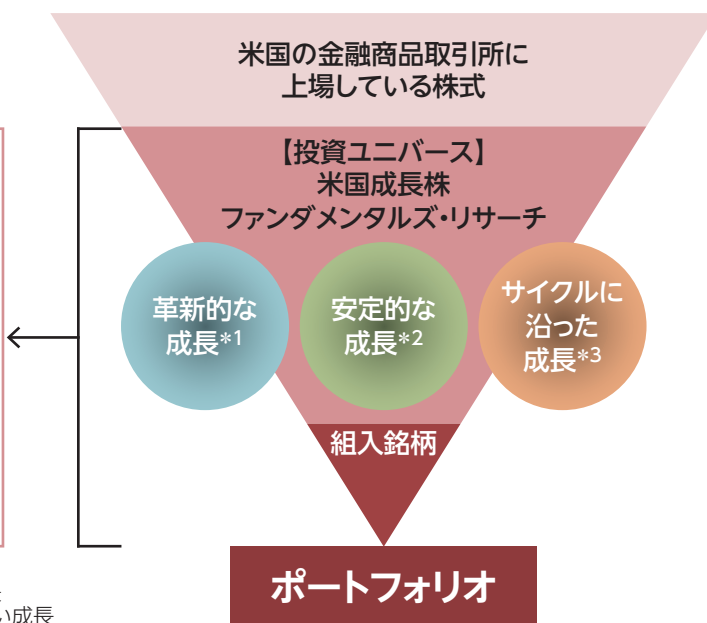 米国の金融商品取引所に
上場している株式
【投資ユニバース】
米国成長株
ファンダメンタルズ・リサーチ
革新的な
成長*1
安定的な
成長*2
サイクルに
沿った
成長*3
組入銘柄
ポートフォリオ
い成長